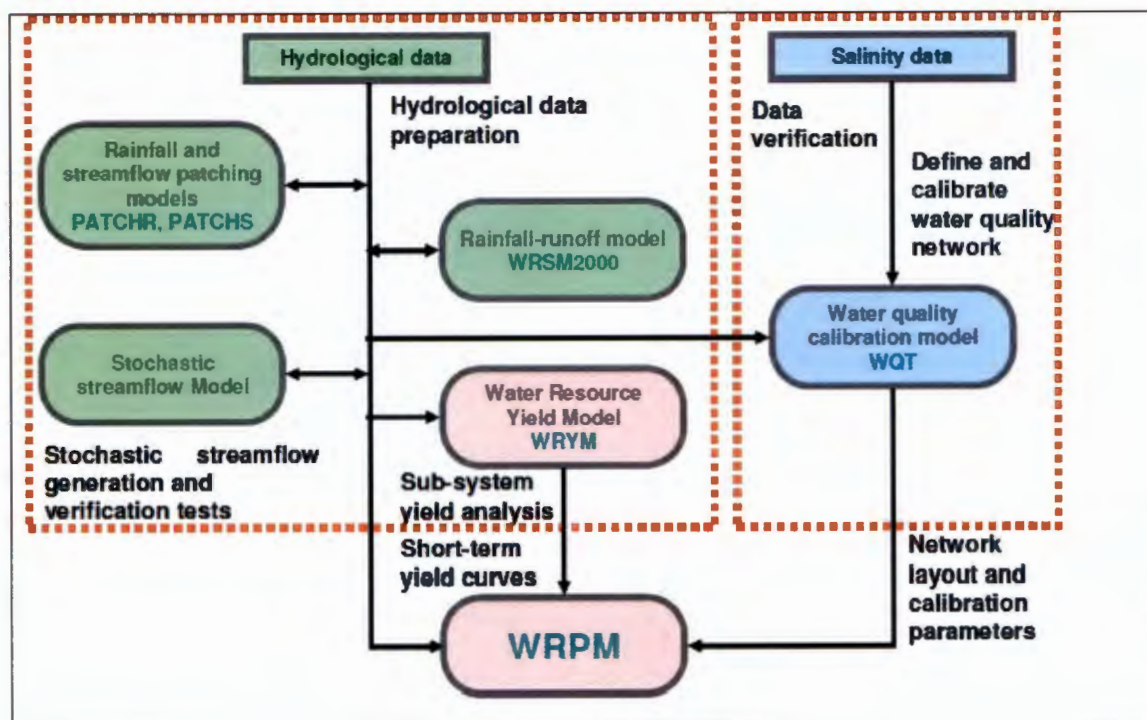 Hydrological data
Salinity data
Hydrological data
preparation
Data
verification
Rainfall and
streamflow patching
models
PATCHR, PATCHS
Define and
calibrate
water quality
network
Rainfall-runoff model
WRSM2000
Water quality
calibration model
WQT
Stochastic
streamflow Model
Water Resource
Yield Model
WRYM
Stochastic streamflow
generation and
verification tests
Sub-system
yield analysis
Short-term
yield curves
Network
layout and
calibration
parameters
WRPM